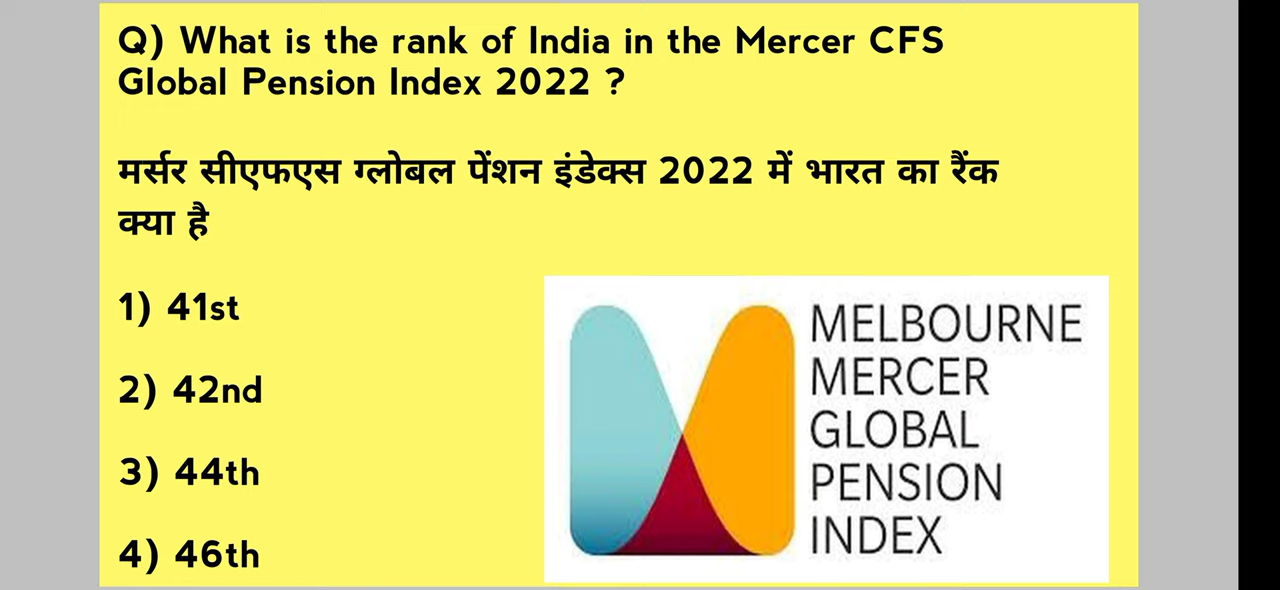 Q) What is the rank of India in the Mercer CFS
Global Pension Index 2022 ?
मर्सर सीएफएस ग्लोबल पेंशन इंडेक्स 2022 में भारत का रैंक
क्या है
1) 41st
2) 42nd
3) 44th
4) 46th
MELBOURNE
MERCER
GLOBAL
PENSION
INDEX